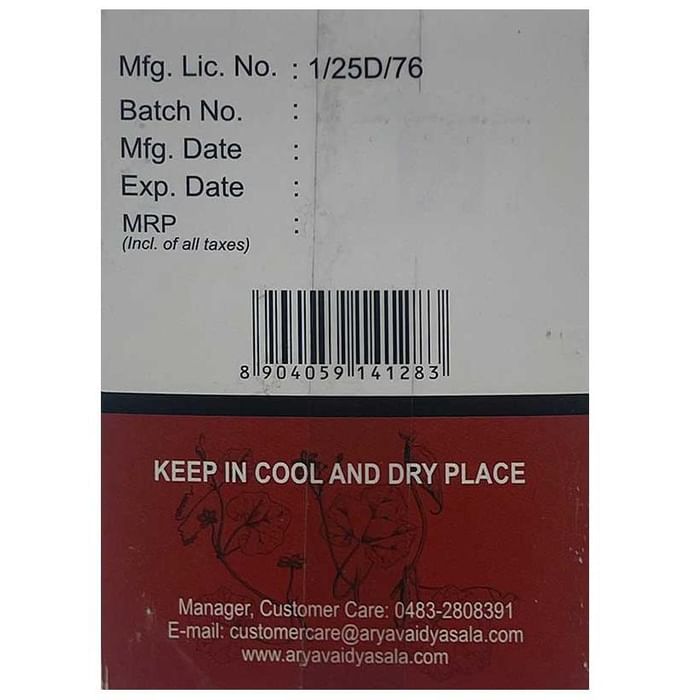 Mfg. Lic. No. : 1/25D/76
Batch No. :
Mfg. Date :
Exp. Date :
MRP :
(Incl. of all taxes)
8 904059 141283
KEEP IN COOL AND DRY PLACE
Manager, Customer Care: 0483-2808391
E-mail: customercare@aryavaidyasala.com
www.aryavaidyasala.com